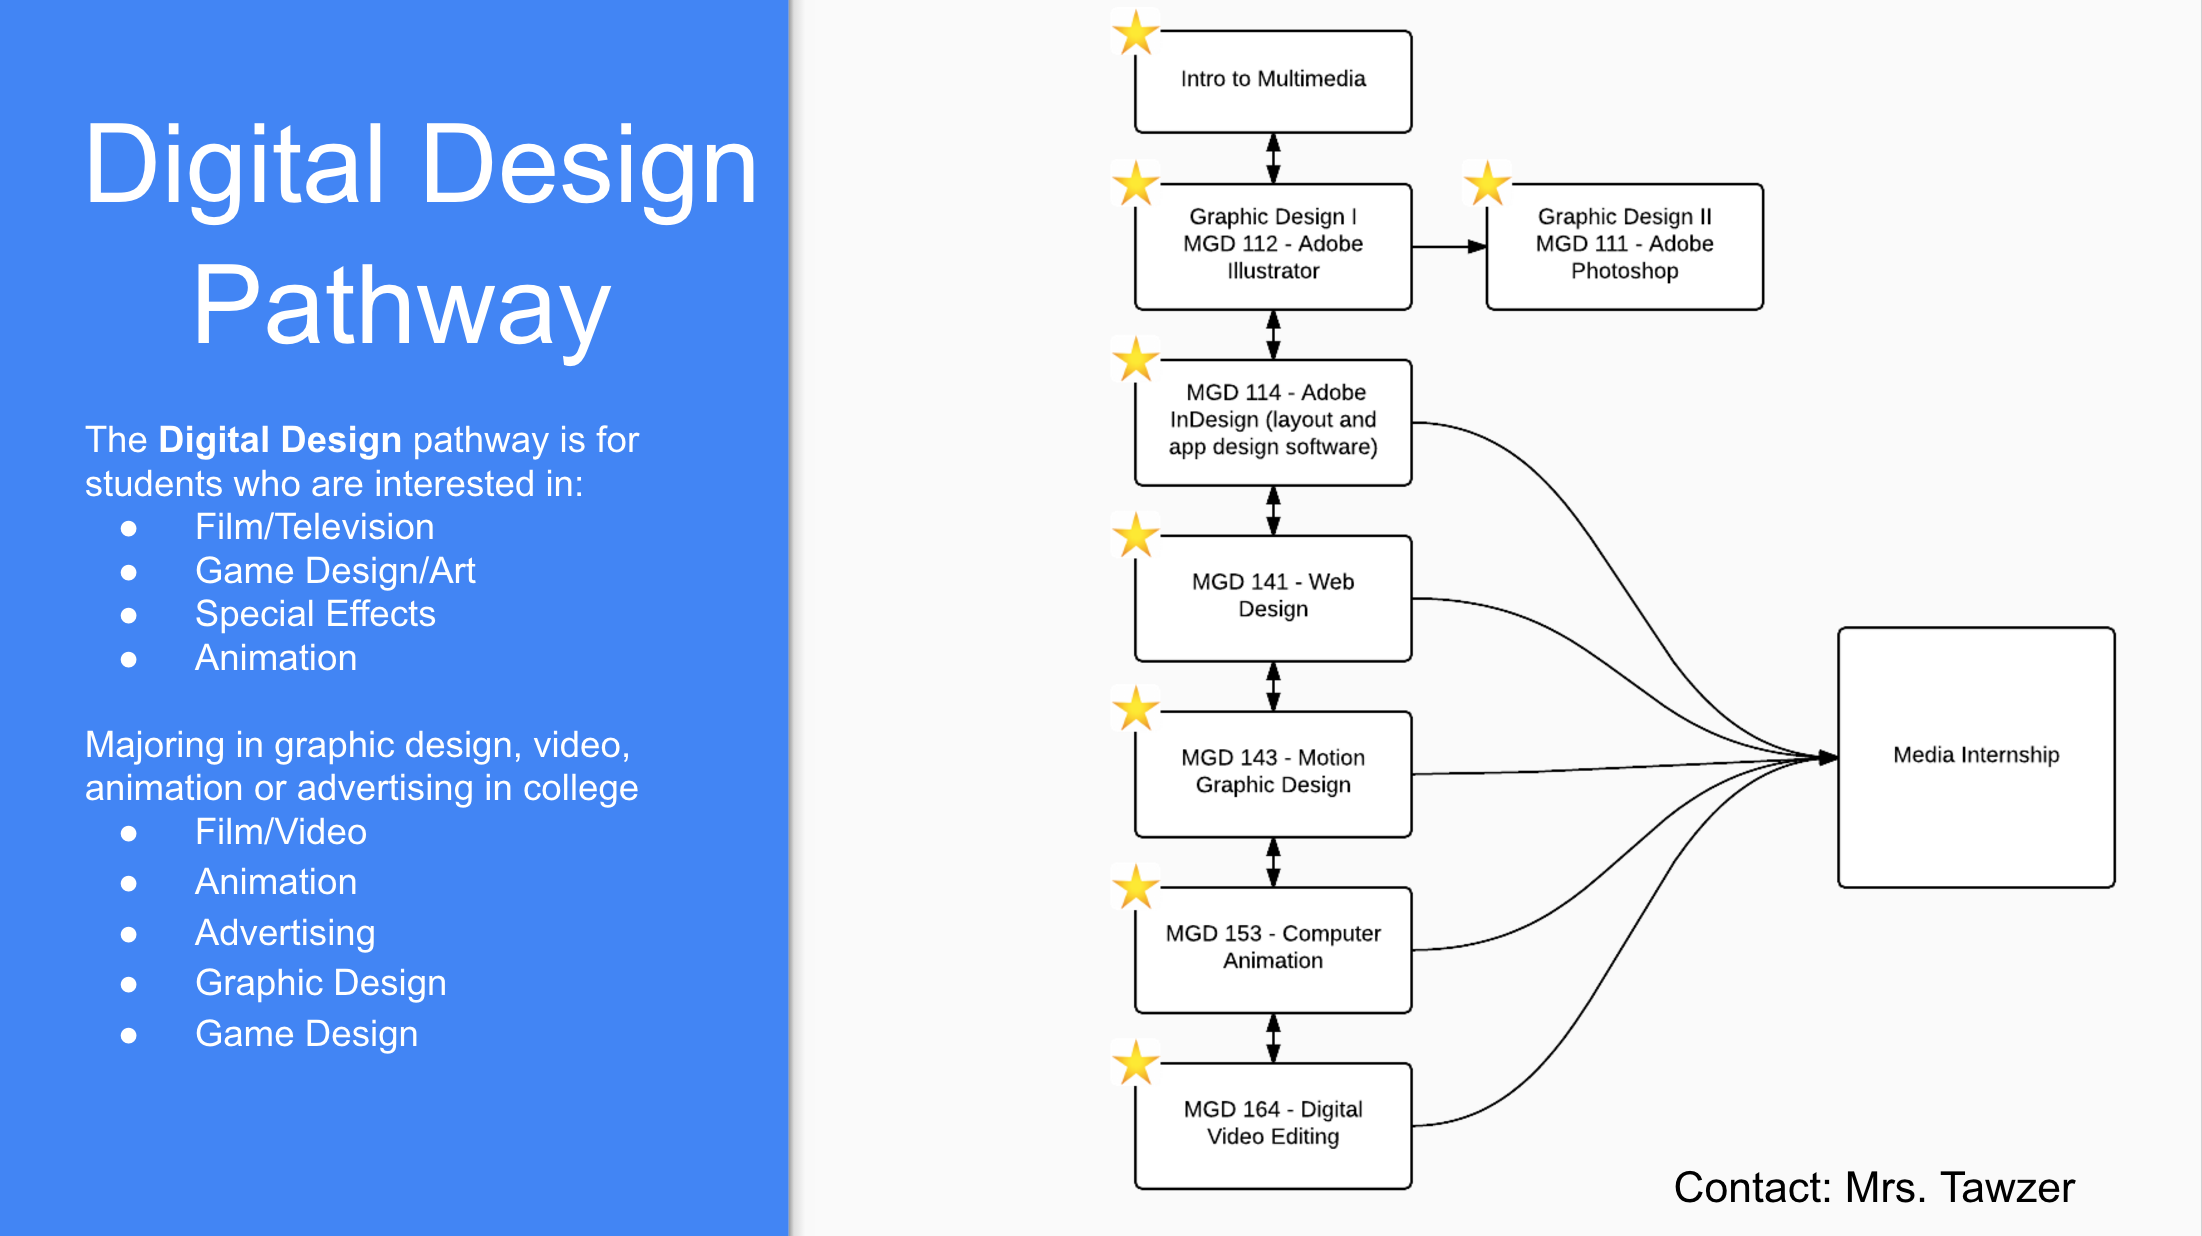 Digital Design
Pathway
The Digital Design pathway is for
students who are interested in:
● Film/Television
● Game Design/Art
● Special Effects
● Animation
Majoring in graphic design, video,
animation or advertising in college
● Film/Video
● Animation
● Advertising
● Graphic Design
● Game Design
Intro to Multimedia
Graphic Design I
MGD 112 - Adobe
Illustrator
Graphic Design II
MGD 111 - Adobe
Photoshop
MGD 114 - Adobe
InDesign (layout and
app design software)
MGD 141 - Web
Design
MGD 143 - Motion
Graphic Design
MGD 153 - Computer
Animation
MGD 164 - Digital
Video Editing
Media Internship
Contact: Mrs. Tawzer